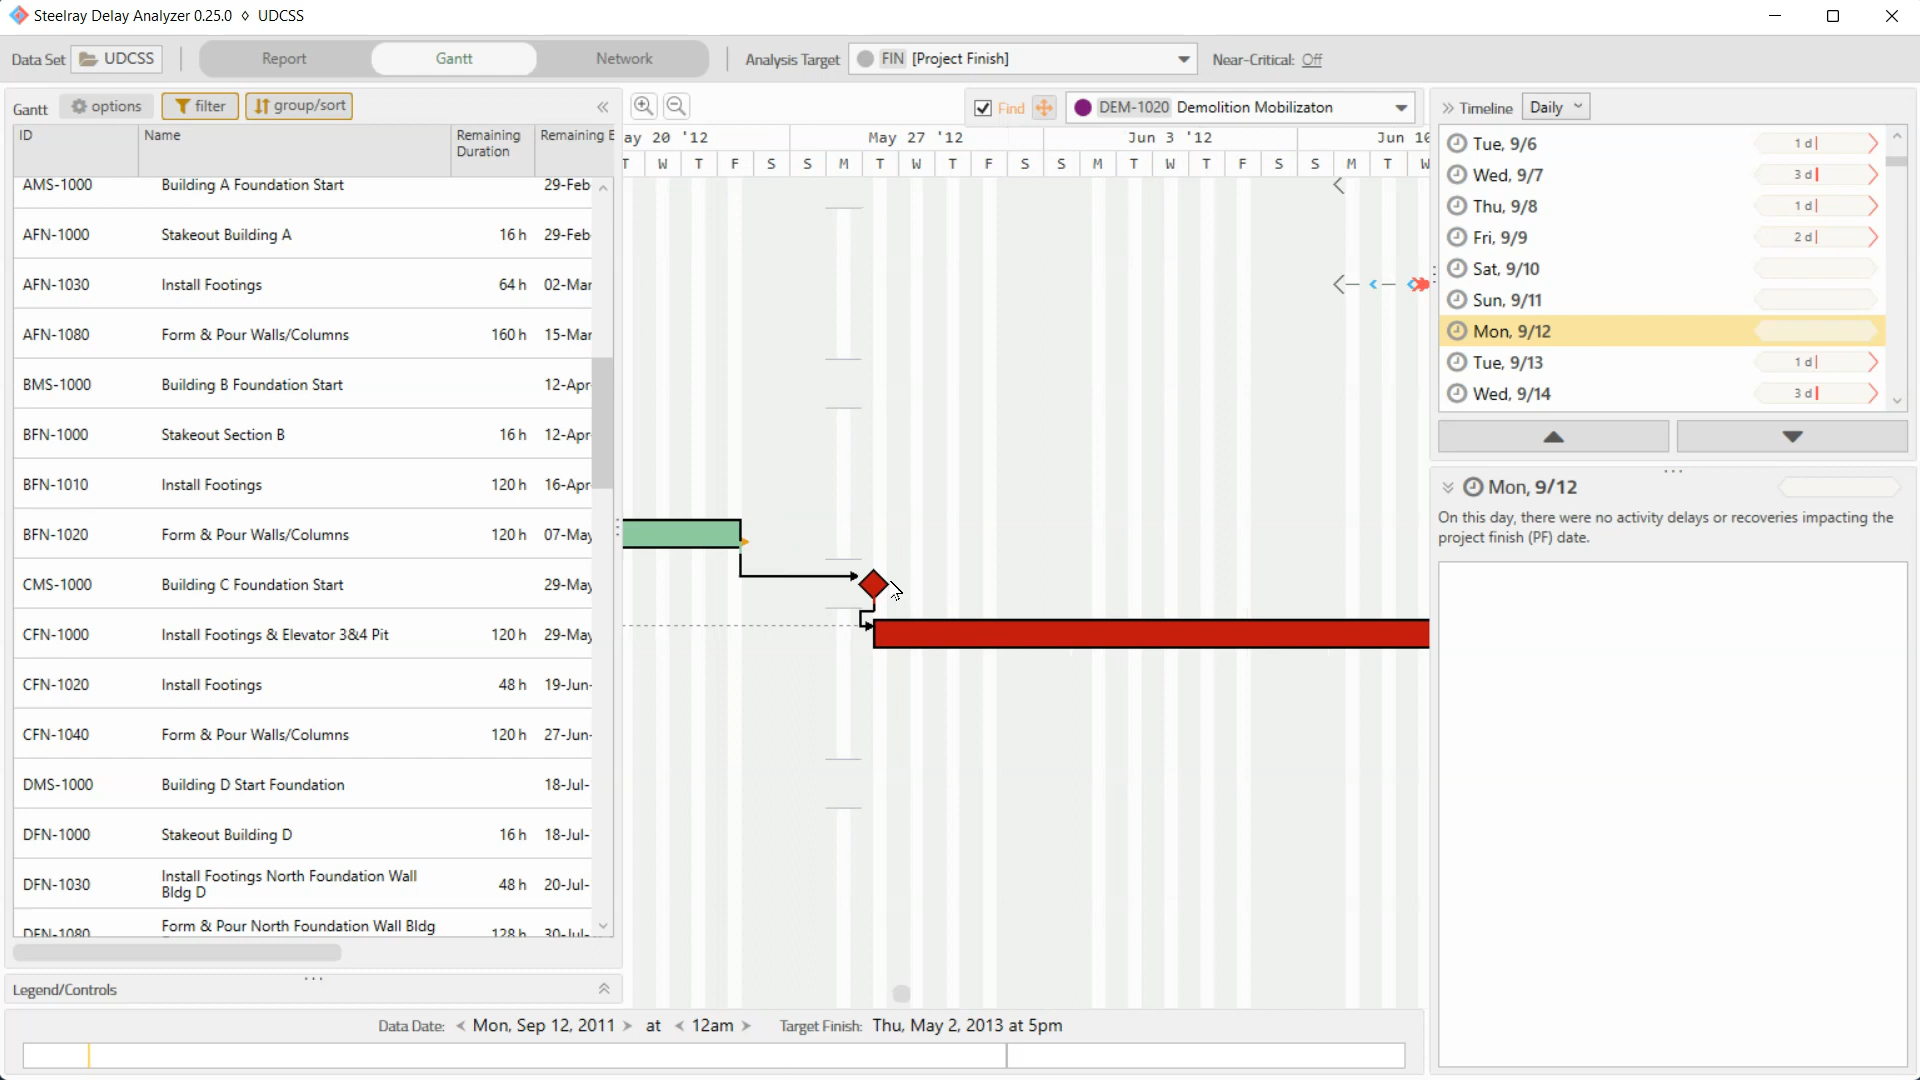 Steelray Delay Analyzer 0.25.0 ◊ UDCSS
Data Set UDCSS Report Gantt Network Analysis Target FIN [Project Finish] Near-Critical: Off
Gantt options filter group/sort
Find DEM-1020 Demolition Mobilizaton
Timeline Daily
ID Name Remaining Duration Remaining E
ay 20 '12 May 27 '12 Jun 3 '12 Jun 10
T W T F S S M T W T F S S M T W T F S S M T W
AMS-1000 Building A Foundation Start 29-Feb
AFN-1000 Stakeout Building A 16 h 29-Feb
AFN-1030 Install Footings 64 h 02-Mar
AFN-1080 Form & Pour Walls/Columns 160 h 15-Mar
BMS-1000 Building B Foundation Start 12-Apr
BFN-1000 Stakeout Section B 16 h 12-Apr
BFN-1010 Install Footings 120 h 16-Apr
BFN-1020 Form & Pour Walls/Columns 120 h 07-May
CMS-1000 Building C Foundation Start 29-May
CFN-1000 Install Footings & Elevator 3&4 Pit 120 h 29-May
CFN-1020 Install Footings 48 h 19-Jun-
CFN-1040 Form & Pour Walls/Columns 120 h 27-Jun-
DMS-1000 Building D Start Foundation 18-Jul-
DFN-1000 Stakeout Building D 16 h 18-Jul-
DFN-1030 Install Footings North Foundation Wall Bldg D 48 h 20-Jul-
DFN-1080 Form & Pour North Foundation Wall Bldg 128 h 30-Jul-
Legend/Controls
Tue, 9/6 1 d
Wed, 9/7 3 d
Thu, 9/8 1 d
Fri, 9/9 2 d
Sat, 9/10
Sun, 9/11
Mon, 9/12
Tue, 9/13 1 d
Wed, 9/14 3 d
Mon, 9/12
On this day, there were no activity delays or recoveries impacting the
project finish (PF) date.
Data Date: < Mon, Sep 12, 2011 > at < 12am > Target Finish: Thu, May 2, 2013 at 5pm